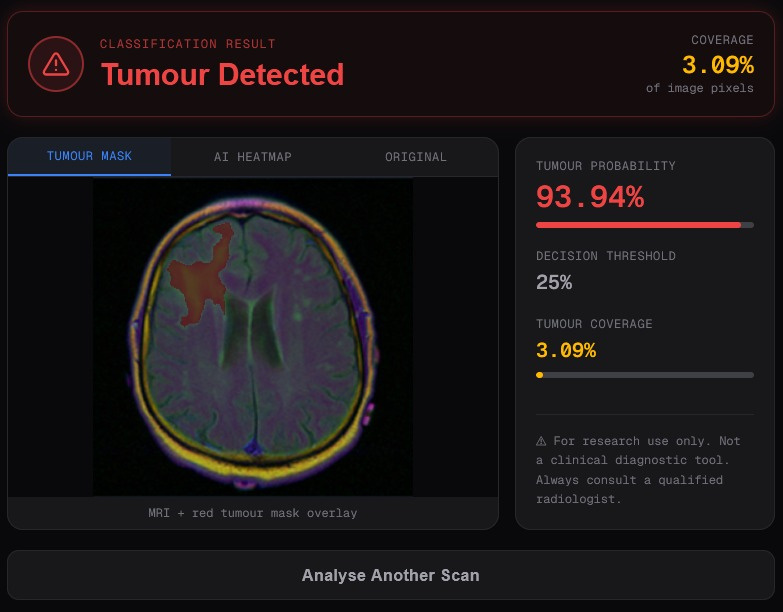 CLASSIFICATION RESULT
Tumour Detected
COVERAGE
3.09%
of image pixels
TUMOUR MASK
AI HEATMAP
ORIGINAL
MRI + red tumour mask overlay
TUMOUR PROBABILITY
93.94%
DECISION THRESHOLD
25%
TUMOUR COVERAGE
3.09%
⚠ For research use only. Not
a clinical diagnostic tool.
Always consult a qualified
radiologist.
Analyse Another Scan